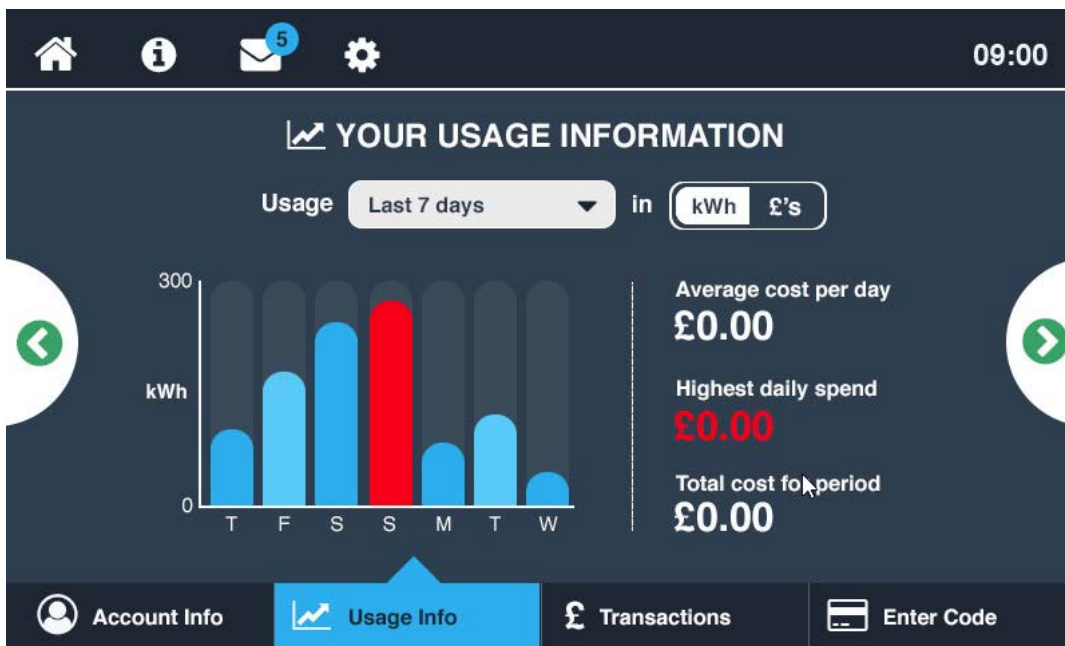 5
09:00
YOUR USAGE INFORMATION
Usage Last 7 days in kWh £'s
300
kWh
0
T F S S M T W
Average cost per day
£0.00
Highest daily spend
£0.00
Total cost for period
£0.00
Account Info
Usage Info
£ Transactions
Enter Code